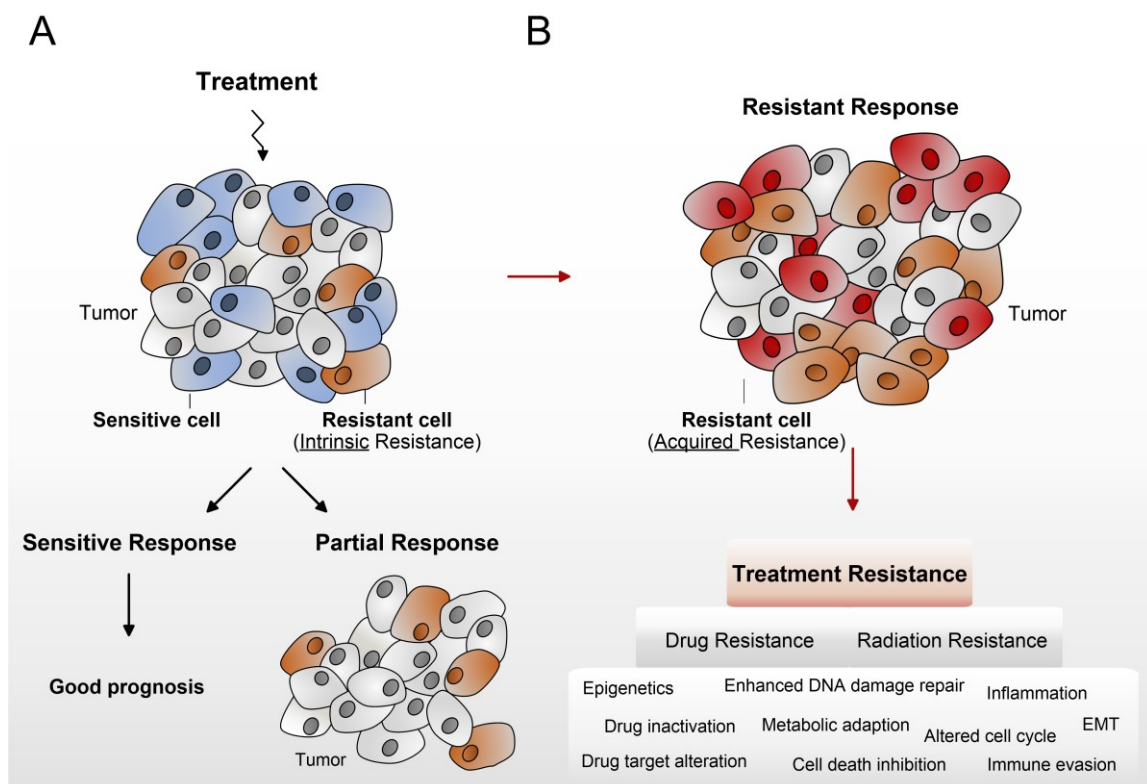 A
Treatment
Tumor
Sensitive cell
Resistant cell
(Intrinsic Resistance)
Sensitive Response
Partial Response
Good prognosis
Tumor
B
Resistant Response
Tumor
Resistant cell
(Acquired Resistance)
Treatment Resistance
Drug Resistance
Radiation Resistance
Epigenetics
Enhanced DNA damage repair
Inflammation
Drug inactivation
Metabolic adaption
Altered cell cycle
EMT
Drug target alteration
Cell death inhibition
Immune evasion